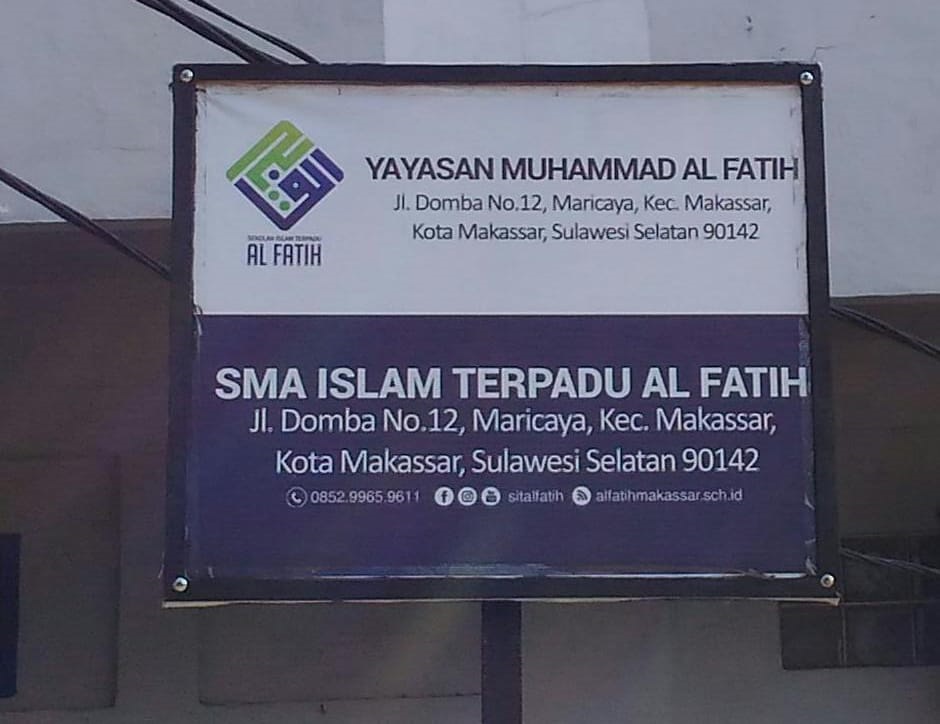 YAYASAN MUHAMMAD AL FATIH
Jl. Domba No.12, Maricaya, Kec. Makassar,
Kota Makassar, Sulawesi Selatan 90142
SEKOLAH ISLAM TERPADU
AL FATIH
SMA ISLAM TERPADU AL FATIH
Jl. Domba No.12, Maricaya, Kec. Makassar,
Kota Makassar, Sulawesi Selatan 90142
0852.9965.9611 sitalfatih alfatihmakassar.sch.id